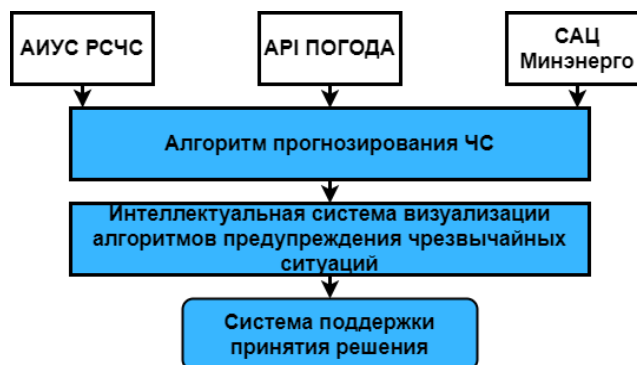 АИУС РСЧС
API ПОГОДА
САЦ
Минэнерго
Алгоритм прогнозирования ЧС
Интеллектуальная система визуализации
алгоритмов предупреждения чрезвычайных
ситуаций
Система поддержки
принятия решения